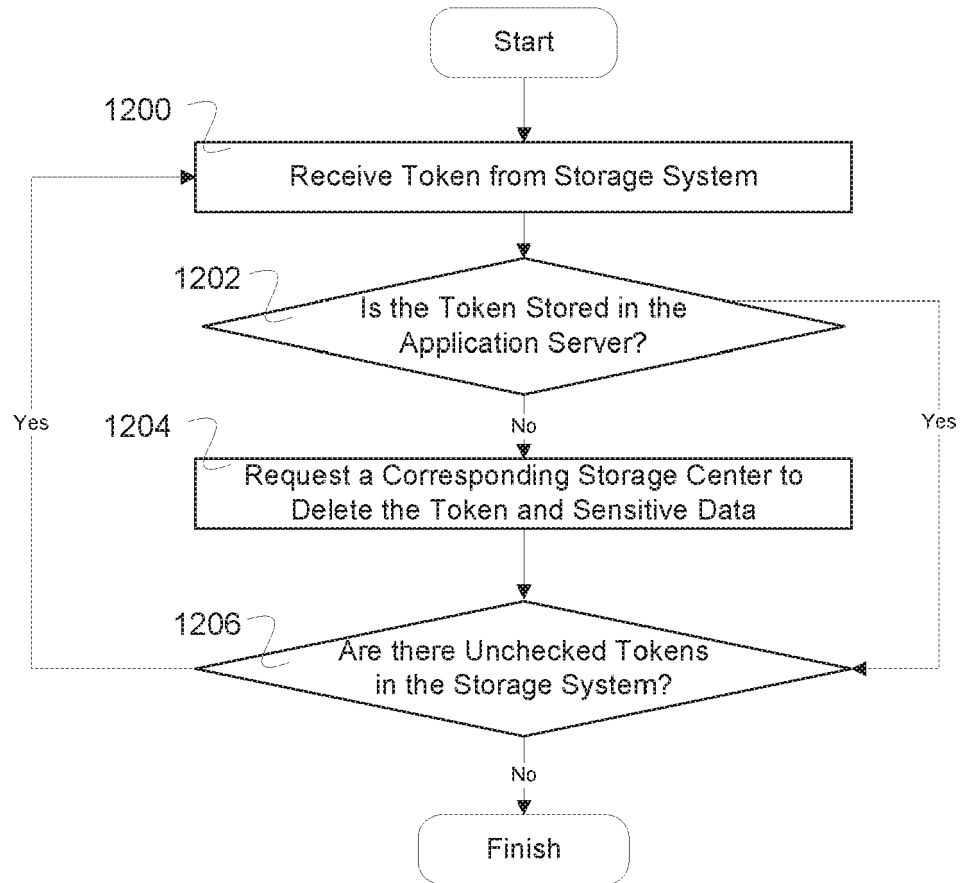 Start
1200
Receive Token from Storage System
1202
Is the Token Stored in the
Application Server?
Yes
No
Yes
1204
Request a Corresponding Storage Center to
Delete the Token and Sensitive Data
1206
Are there Unchecked Tokens
in the Storage System?
No
Finish